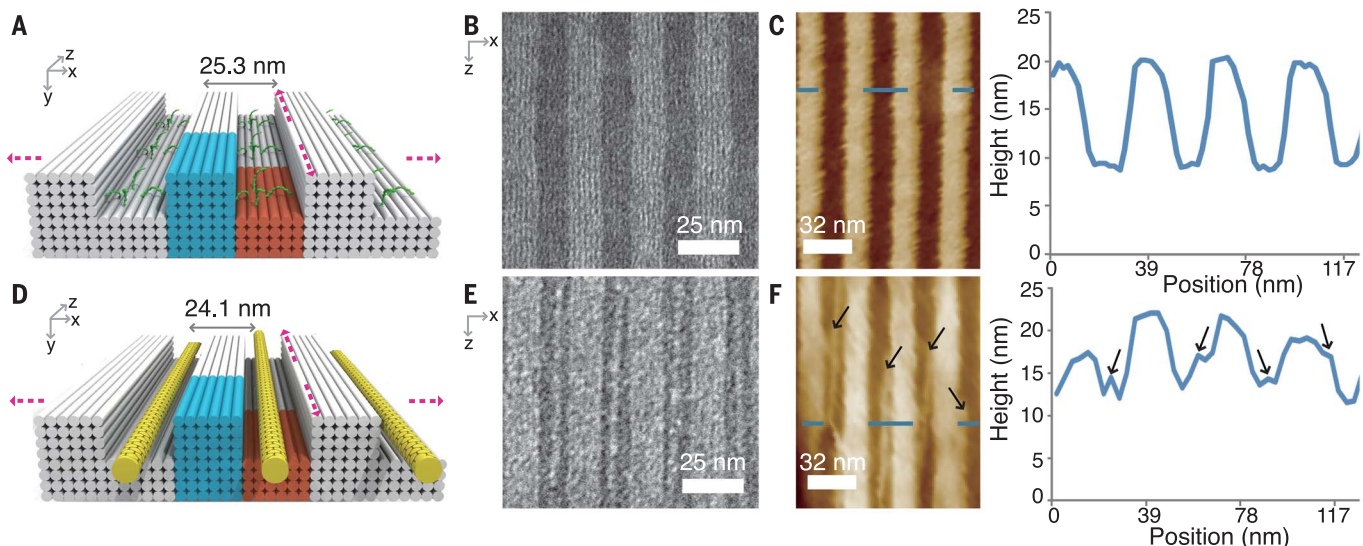 A
z
x
y
25.3 nm
B
x
z
25 nm
C
32 nm
Height (nm)
25
20
15
10
5
0
0
39
78
117
Position (nm)
D
z
x
y
24.1 nm
E
x
z
25 nm
F
32 nm
Height (nm)
25
20
15
10
5
0
0
39
78
117
Position (nm)